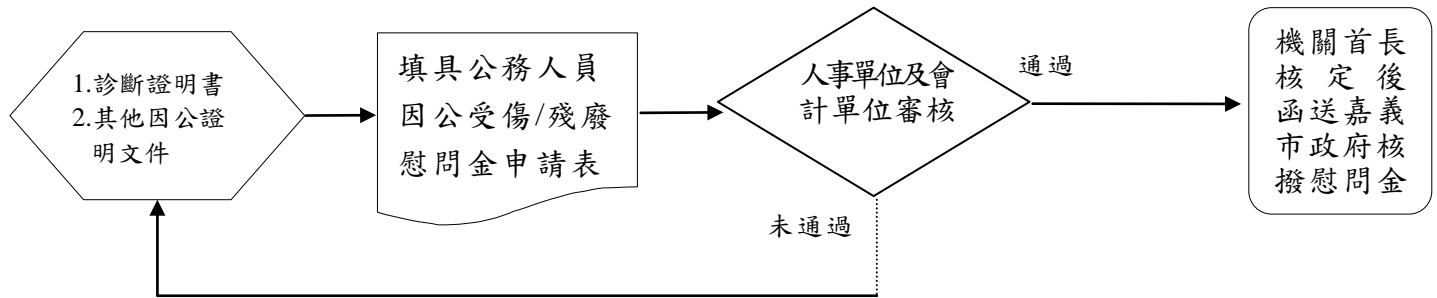 1.診斷證明書
2.其他因公證
明文件
填具公務人員
因公受傷/殘廢
慰問金申請表
人事單位及會
計單位審核
通過
未通過
機關首長
核定後
函送嘉義
市政府核
撥慰問金